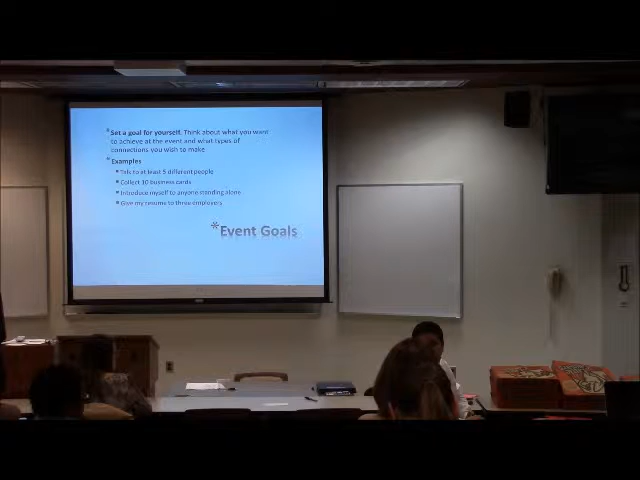 * Set a goal for yourself. Think about what you want
to achieve at the event and what types of
connections you wish to make
* Examples
▪ Talk to at least 5 different people
▪ Collect 10 business cards
▪ Introduce myself to anyone standing alone
▪ Give my resume to three employers
*Event Goals